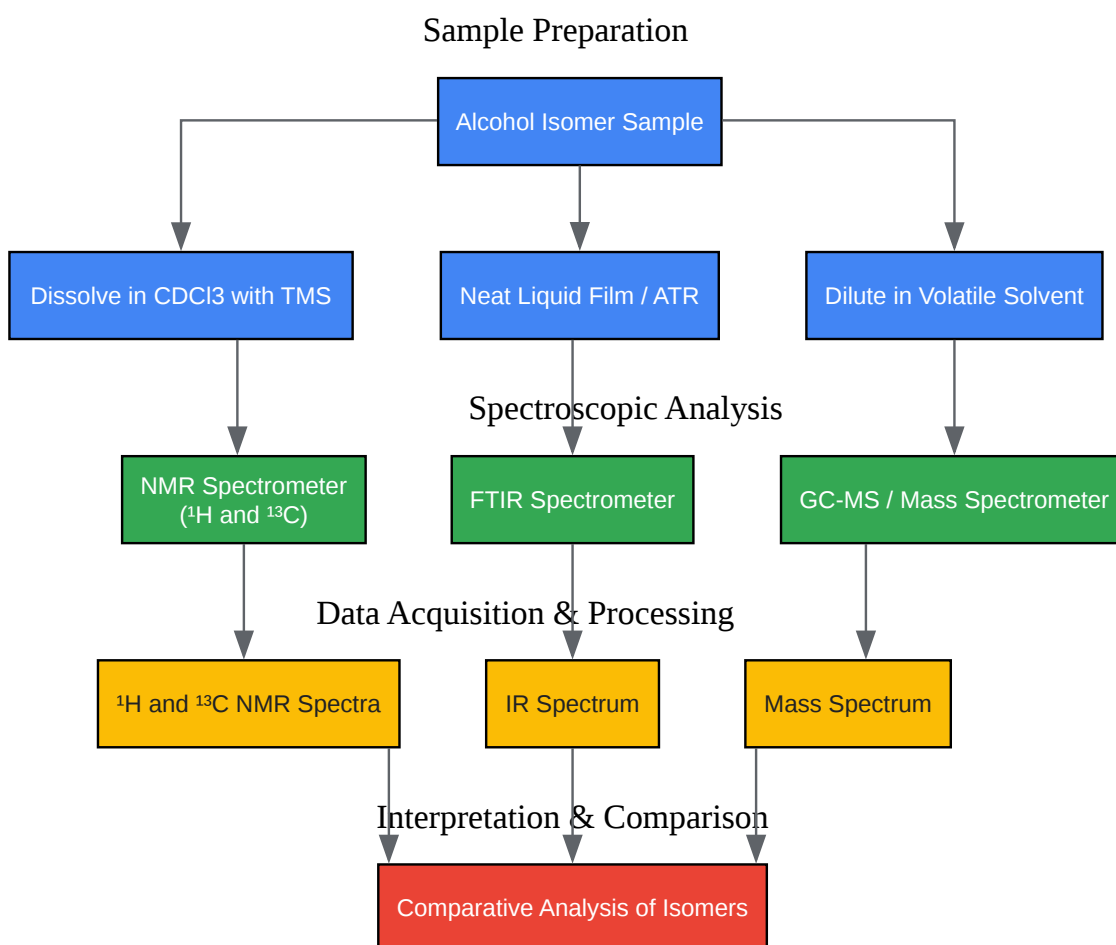 Sample Preparation
Alcohol Isomer Sample
Dissolve in CDCl3 with TMS
Neat Liquid Film / ATR
Dilute in Volatile Solvent
Spectroscopic Analysis
NMR Spectrometer
(¹H and ¹³C)
FTIR Spectrometer
GC-MS / Mass Spectrometer
Data Acquisition & Processing
¹H and ¹³C NMR Spectra
IR Spectrum
Mass Spectrum
Interpretation & Comparison
Comparative Analysis of Isomers